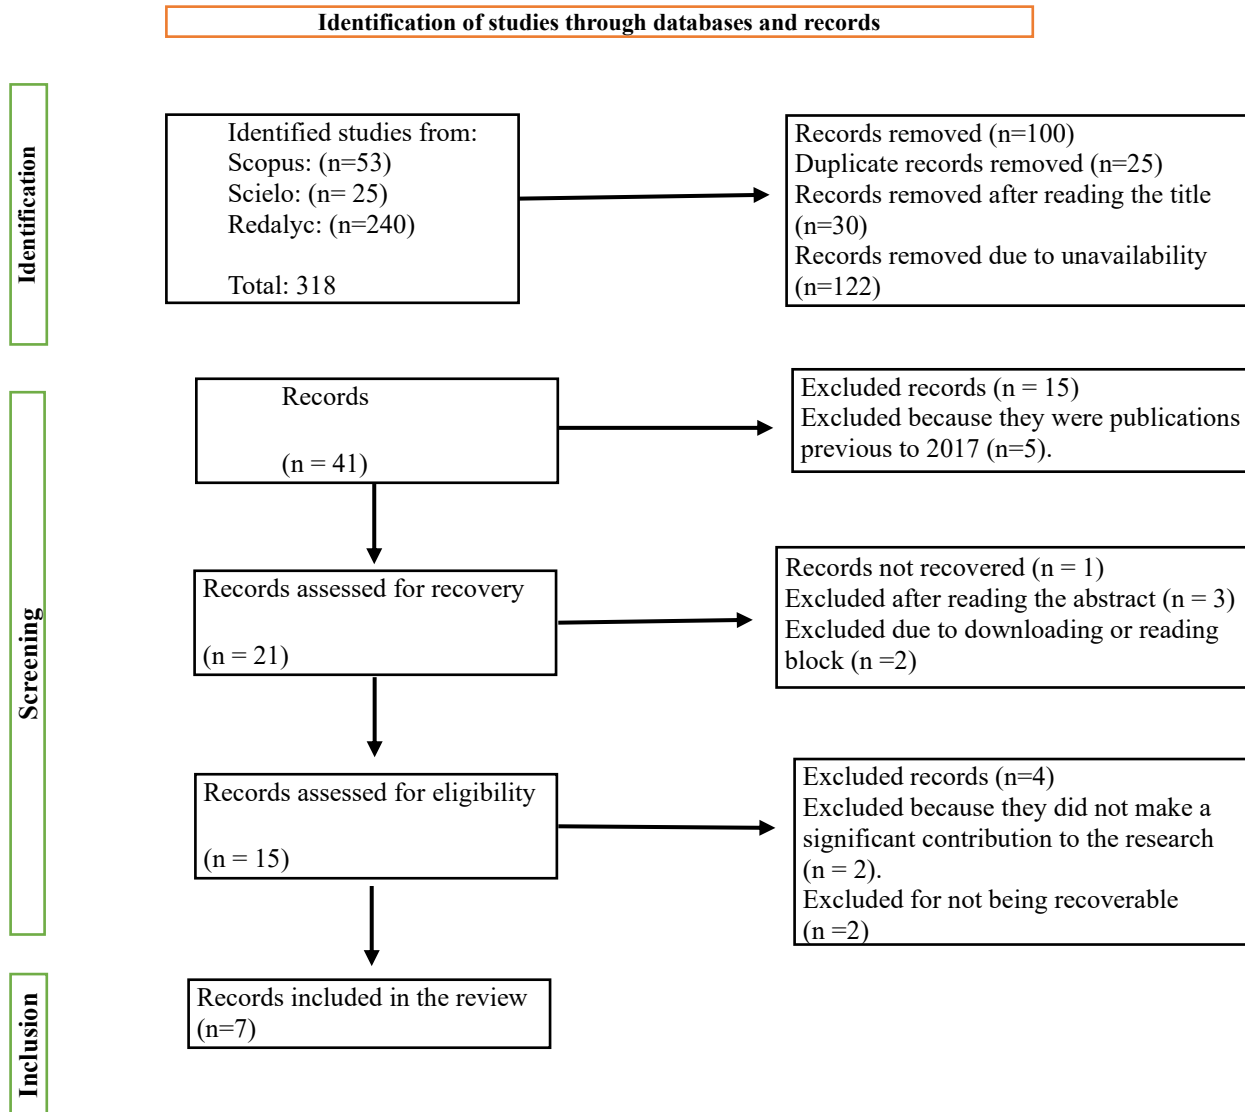 Identification of studies through databases and records
Identification
Identified studies from:
Scopus: (n=53)
Scielo: (n= 25)
Redalyc: (n=240)
Total: 318
Records removed (n=100)
Duplicate records removed (n=25)
Records removed after reading the title
(n=30)
Records removed due to unavailability
(n=122)
Screening
Records
(n = 41)
Excluded records (n = 15)
Excluded because they were publications
previous to 2017 (n=5).
Records assessed for recovery
(n = 21)
Records not recovered (n = 1)
Excluded after reading the abstract (n = 3)
Excluded due to downloading or reading
block (n =2)
Records assessed for eligibility
(n = 15)
Excluded records (n=4)
Excluded because they did not make a
significant contribution to the research
(n = 2).
Excluded for not being recoverable
(n =2)
Inclusion
Records included in the review
(n=7)